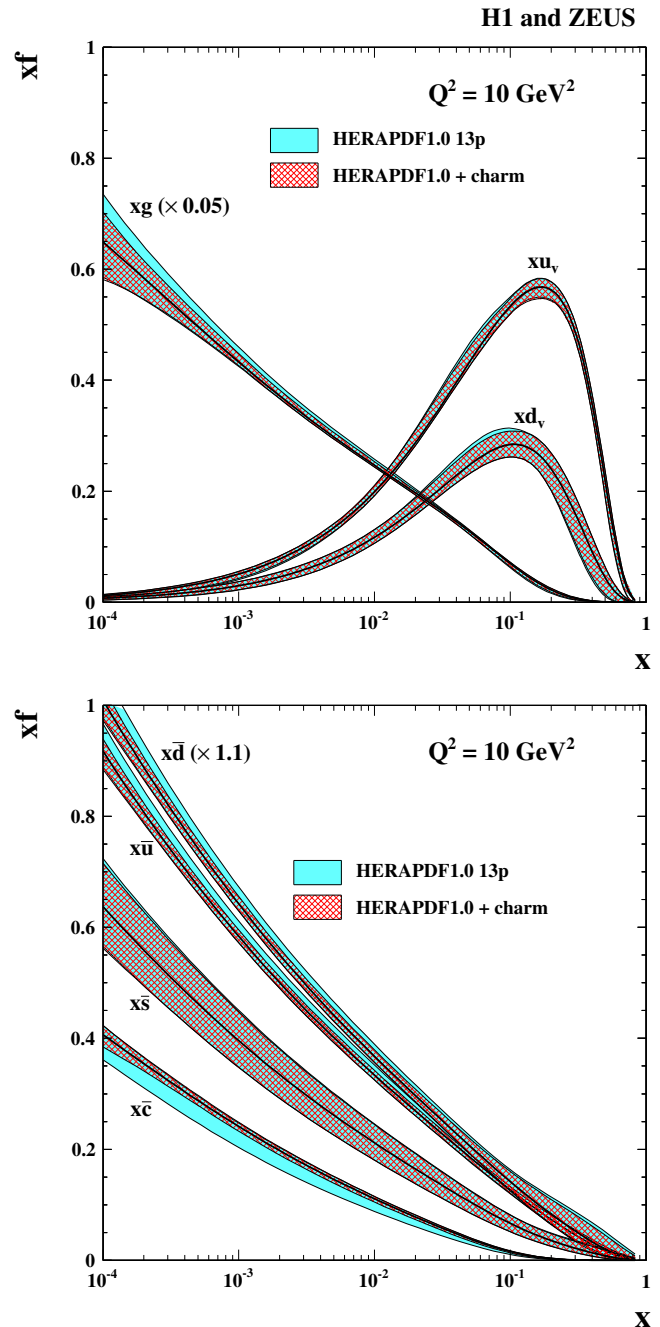 H1 and ZEUS
xf
1
Q² = 10 GeV²
HERAPDF1.0 13p
0.8
HERAPDF1.0 + charm
xg (× 0.05)
xuᵥ
0.6
0.4
xdᵥ
0.2
0
10⁻⁴ 10⁻³ 10⁻² 10⁻¹ 1
x
xf
1
xd̄ (× 1.1)
Q² = 10 GeV²
0.8
xū
HERAPDF1.0 13p
HERAPDF1.0 + charm
0.6
xs̄
0.4
xc̄
0.2
0
10⁻⁴ 10⁻³ 10⁻² 10⁻¹ 1
x